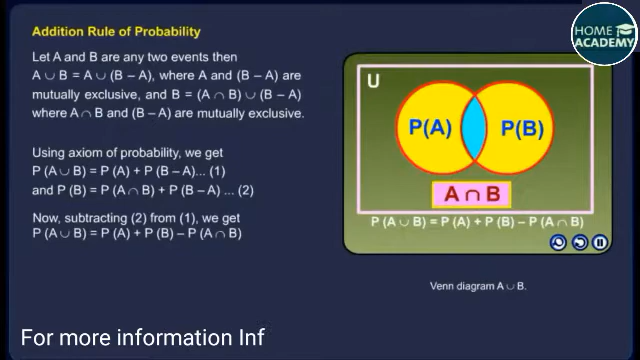 HOME
ACADEMY
Addition Rule of Probability
Let A and B are any two events then
A ∪ B = A ∪ (B – A), where A and (B – A) are
mutually exclusive, and B = (A ∩ B) ∪ (B – A)
where A ∩ B and (B – A) are mutually exclusive.
Using axiom of probability, we get
P (A ∪ B) = P (A) + P (B – A)... (1)
and P (B) = P (A ∩ B) + P (B – A) ... (2)
Now, subtracting (2) from (1), we get
P (A ∪ B) = P (A) + P (B) – P (A ∩ B)
U
P(A)
P(B)
A ∩ B
P (A ∪ B) = P (A) + P (B) – P (A ∩ B)
Venn diagram A ∪ B.
For more information Inf